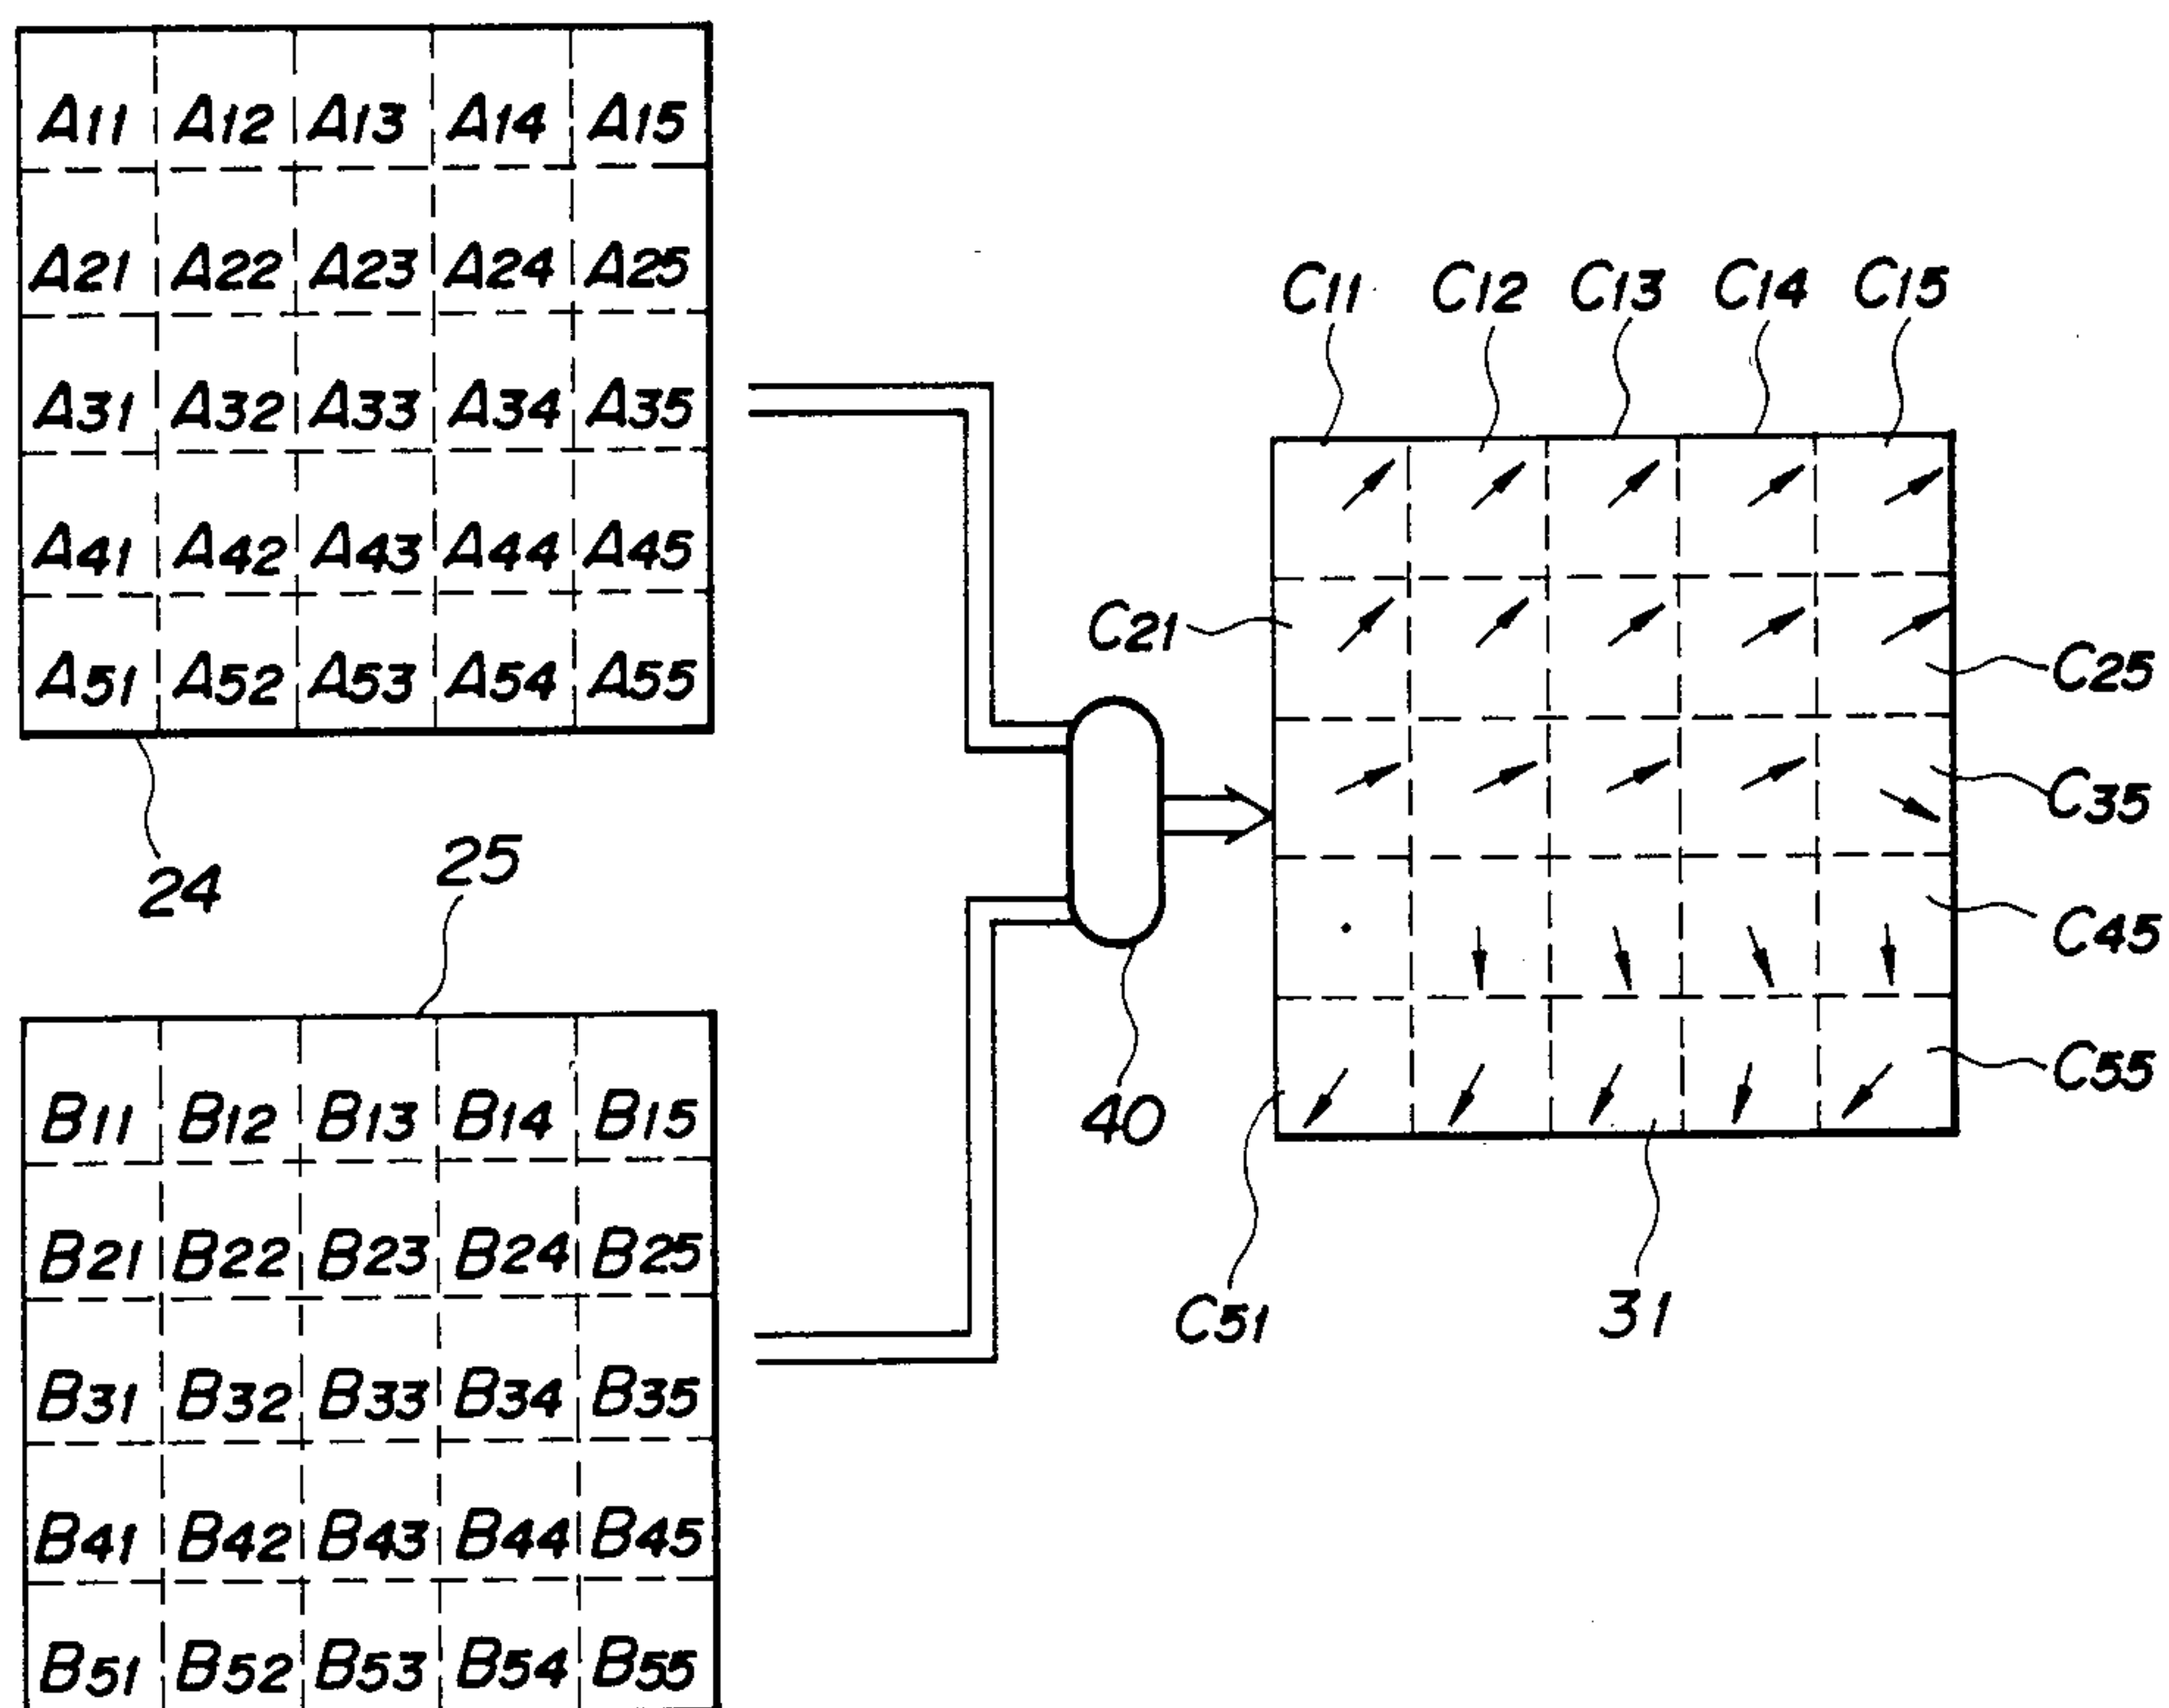 A11 A12 A13 A14 A15
A21 A22 A23 A24 A25
A31 A32 A33 A34 A35
A41 A42 A43 A44 A45
A51 A52 A53 A54 A55
24
25
B11 B12 B13 B14 B15
B21 B22 B23 B24 B25
B31 B32 B33 B34 B35
B41 B42 B43 B44 B45
B51 B52 B53 B54 B55
40
C11 C12 C13 C14 C15
C21
C25
C35
C45
C55
C51
31